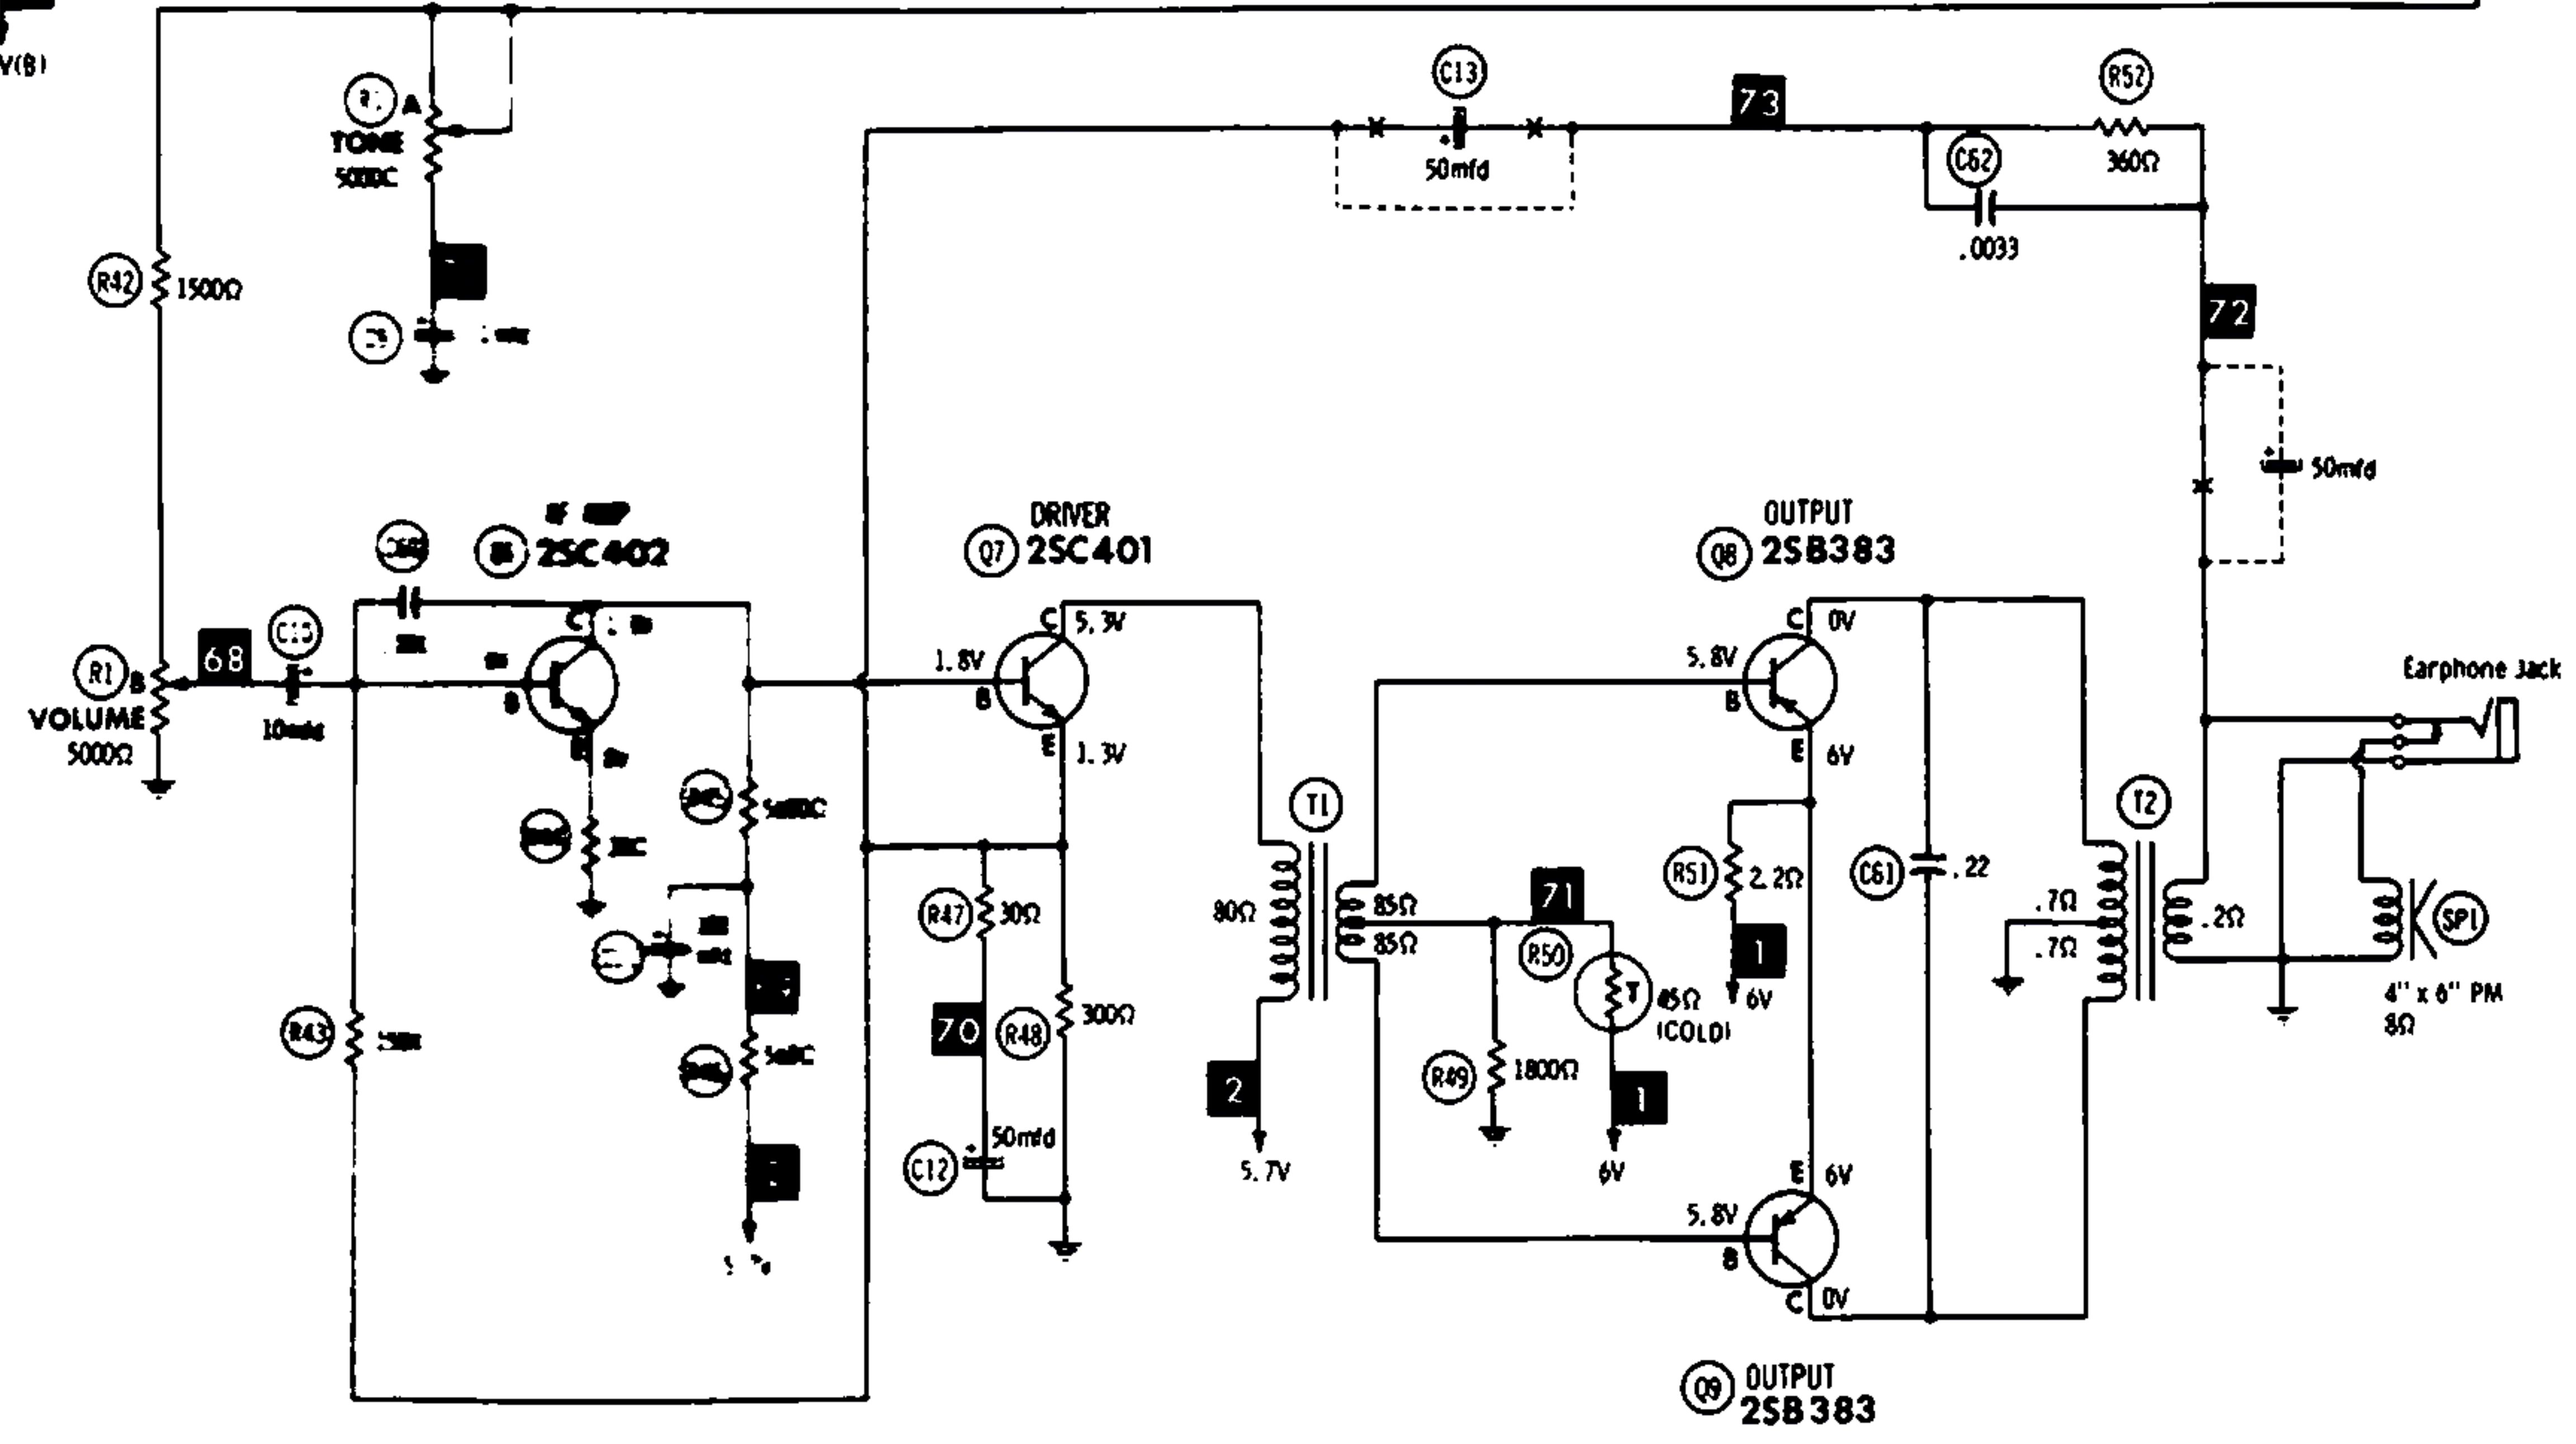 V(B)
C13
50mfd
73
R52
360Ω
C62
.0033
A
TONE
R42
1500Ω
72
50mfd
2SC402
DRIVER
Q7 2SC401
OUTPUT
Q8 2SB383
R1 B
VOLUME
5000Ω
68
C
B
1.8V
B
C 5.3V
E 1.3V
5.8V
B
C 0V
E 6V
Earphone Jack
T1
80Ω
85Ω
85Ω
71
R50
T
45Ω
(COLD)
R51
2.2Ω
1
6V
C61
.22
T2
.7Ω
.7Ω
.2Ω
SP1
4" x 6" PM
8Ω
R47
30Ω
70
R48
300Ω
R43
2
5.7V
R49
1800Ω
1
6V
C12
50mfd
E 6V
5.8V
B
C 0V
Q9 OUTPUT
2SB383